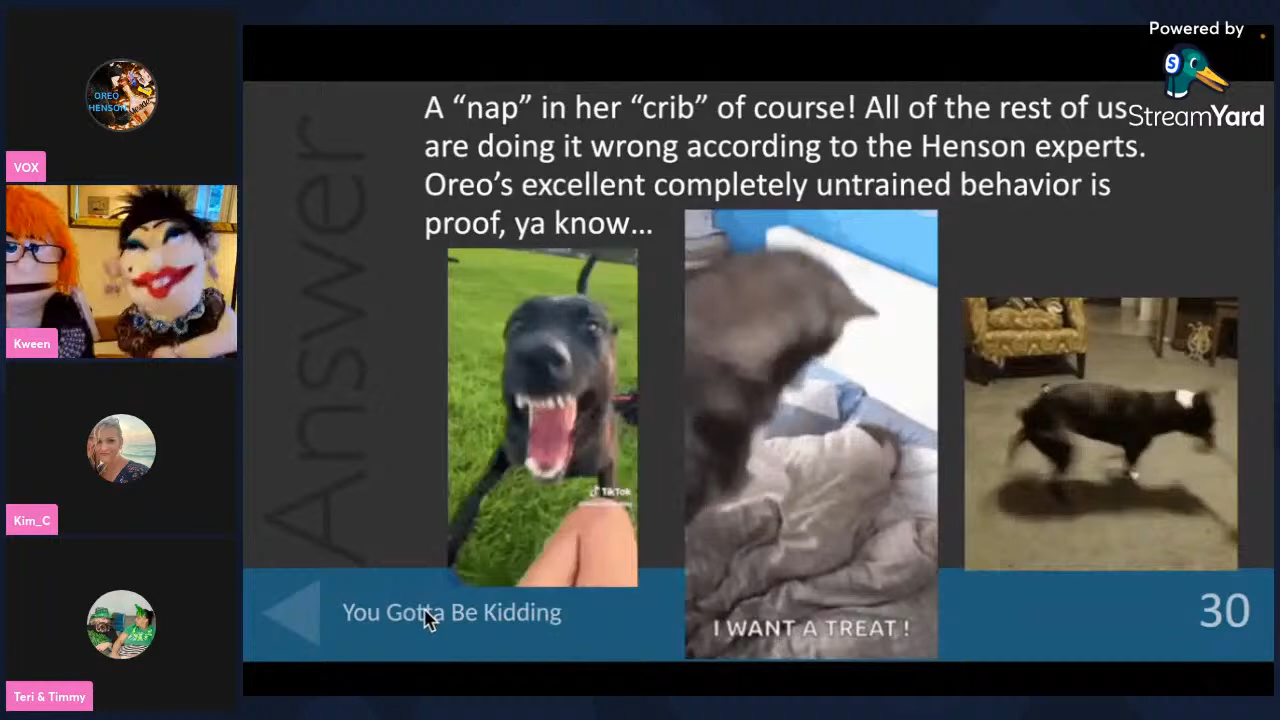 Powered by
StreamYard
OREO
HENSON
VOX
Kween
Kim_C
Teri & Timmy
A “nap” in her “crib” of course! All of the rest of us
are doing it wrong according to the Henson experts.
Oreo’s excellent completely untrained behavior is
proof, ya know…
Answer
TikTok
I WANT A TREAT !
You Gotta Be Kidding
30